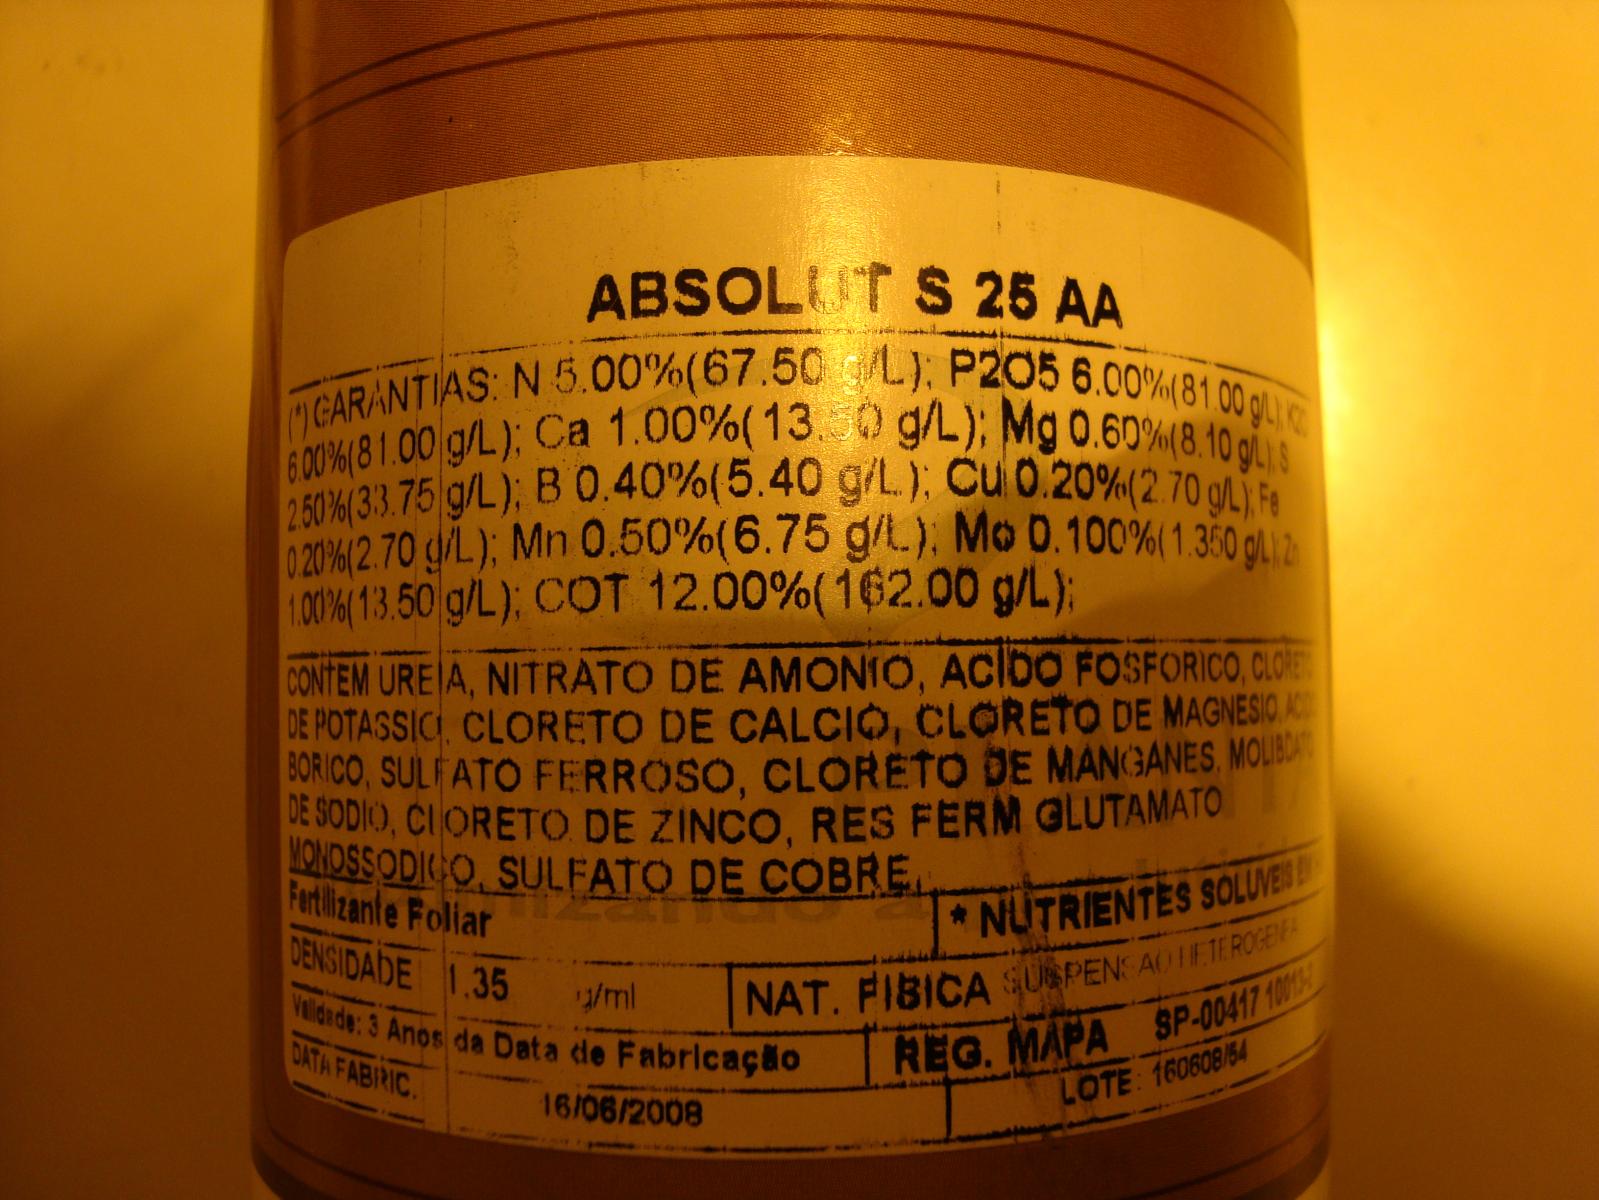 ABSOLUT S 25 AA
(*) GARANTIAS: N 5.00%(67.50 g/L); P2O5 6.00%(81.00 g/L); K2O
6.00%(81.00 g/L); Ca 1.00%(13.50 g/L); Mg 0.60%(8.10 g/L); S
2.50%(33.75 g/L); B 0.40%(5.40 g/L); Cu 0.20%(2.70 g/L); Fe
0.20%(2.70 g/L); Mn 0.50%(6.75 g/L); Mo 0.100%(1.350 g/L); Zn
1.00%(13.50 g/L); COT 12.00%(162.00 g/L);
CONTEM UREIA, NITRATO DE AMONIO, ACIDO FOSFORICO, CLORETO
DE POTASSIO, CLORETO DE CALCIO, CLORETO DE MAGNESIO, ACIDO
BORICO, SULFATO FERROSO, CLORETO DE MANGANES, MOLIBDATO
DE SODIO, CLORETO DE ZINCO, RES FERM GLUTAMATO
MONOSSODICO, SULFATO DE COBRE,
Fertilizante Foliar * NUTRIENTES SOLUVEIS EM
DENSIDADE 1.35 g/ml NAT. FISICA SUSPENSAO HETEROGENEA
Validade: 3 Anos da Data de Fabricação REG. MAPA SP-00417 10013-2
DATA FABRIC. 16/06/2008 LOTE: 160608/54